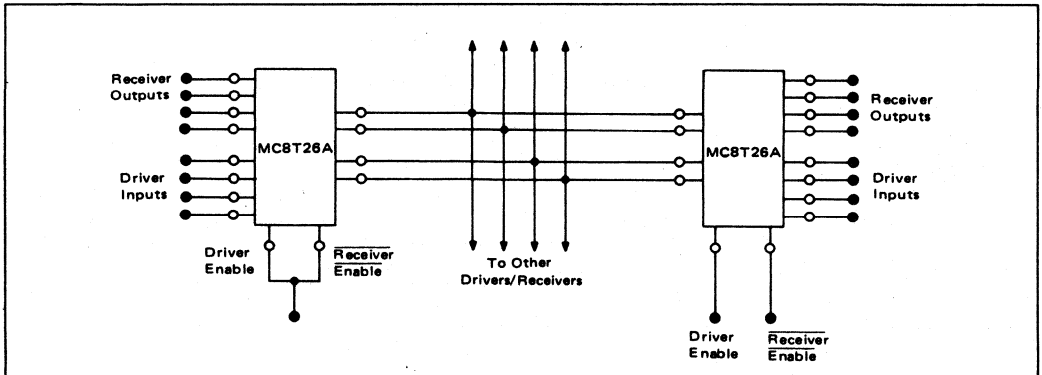 Receiver
Outputs
MC8T26A
Driver
Inputs
Driver
Enable
Receiver
Enable
To Other
Drivers/Receivers
MC8T26A
Receiver
Outputs
Driver
Inputs
Driver
Enable
Receiver
Enable